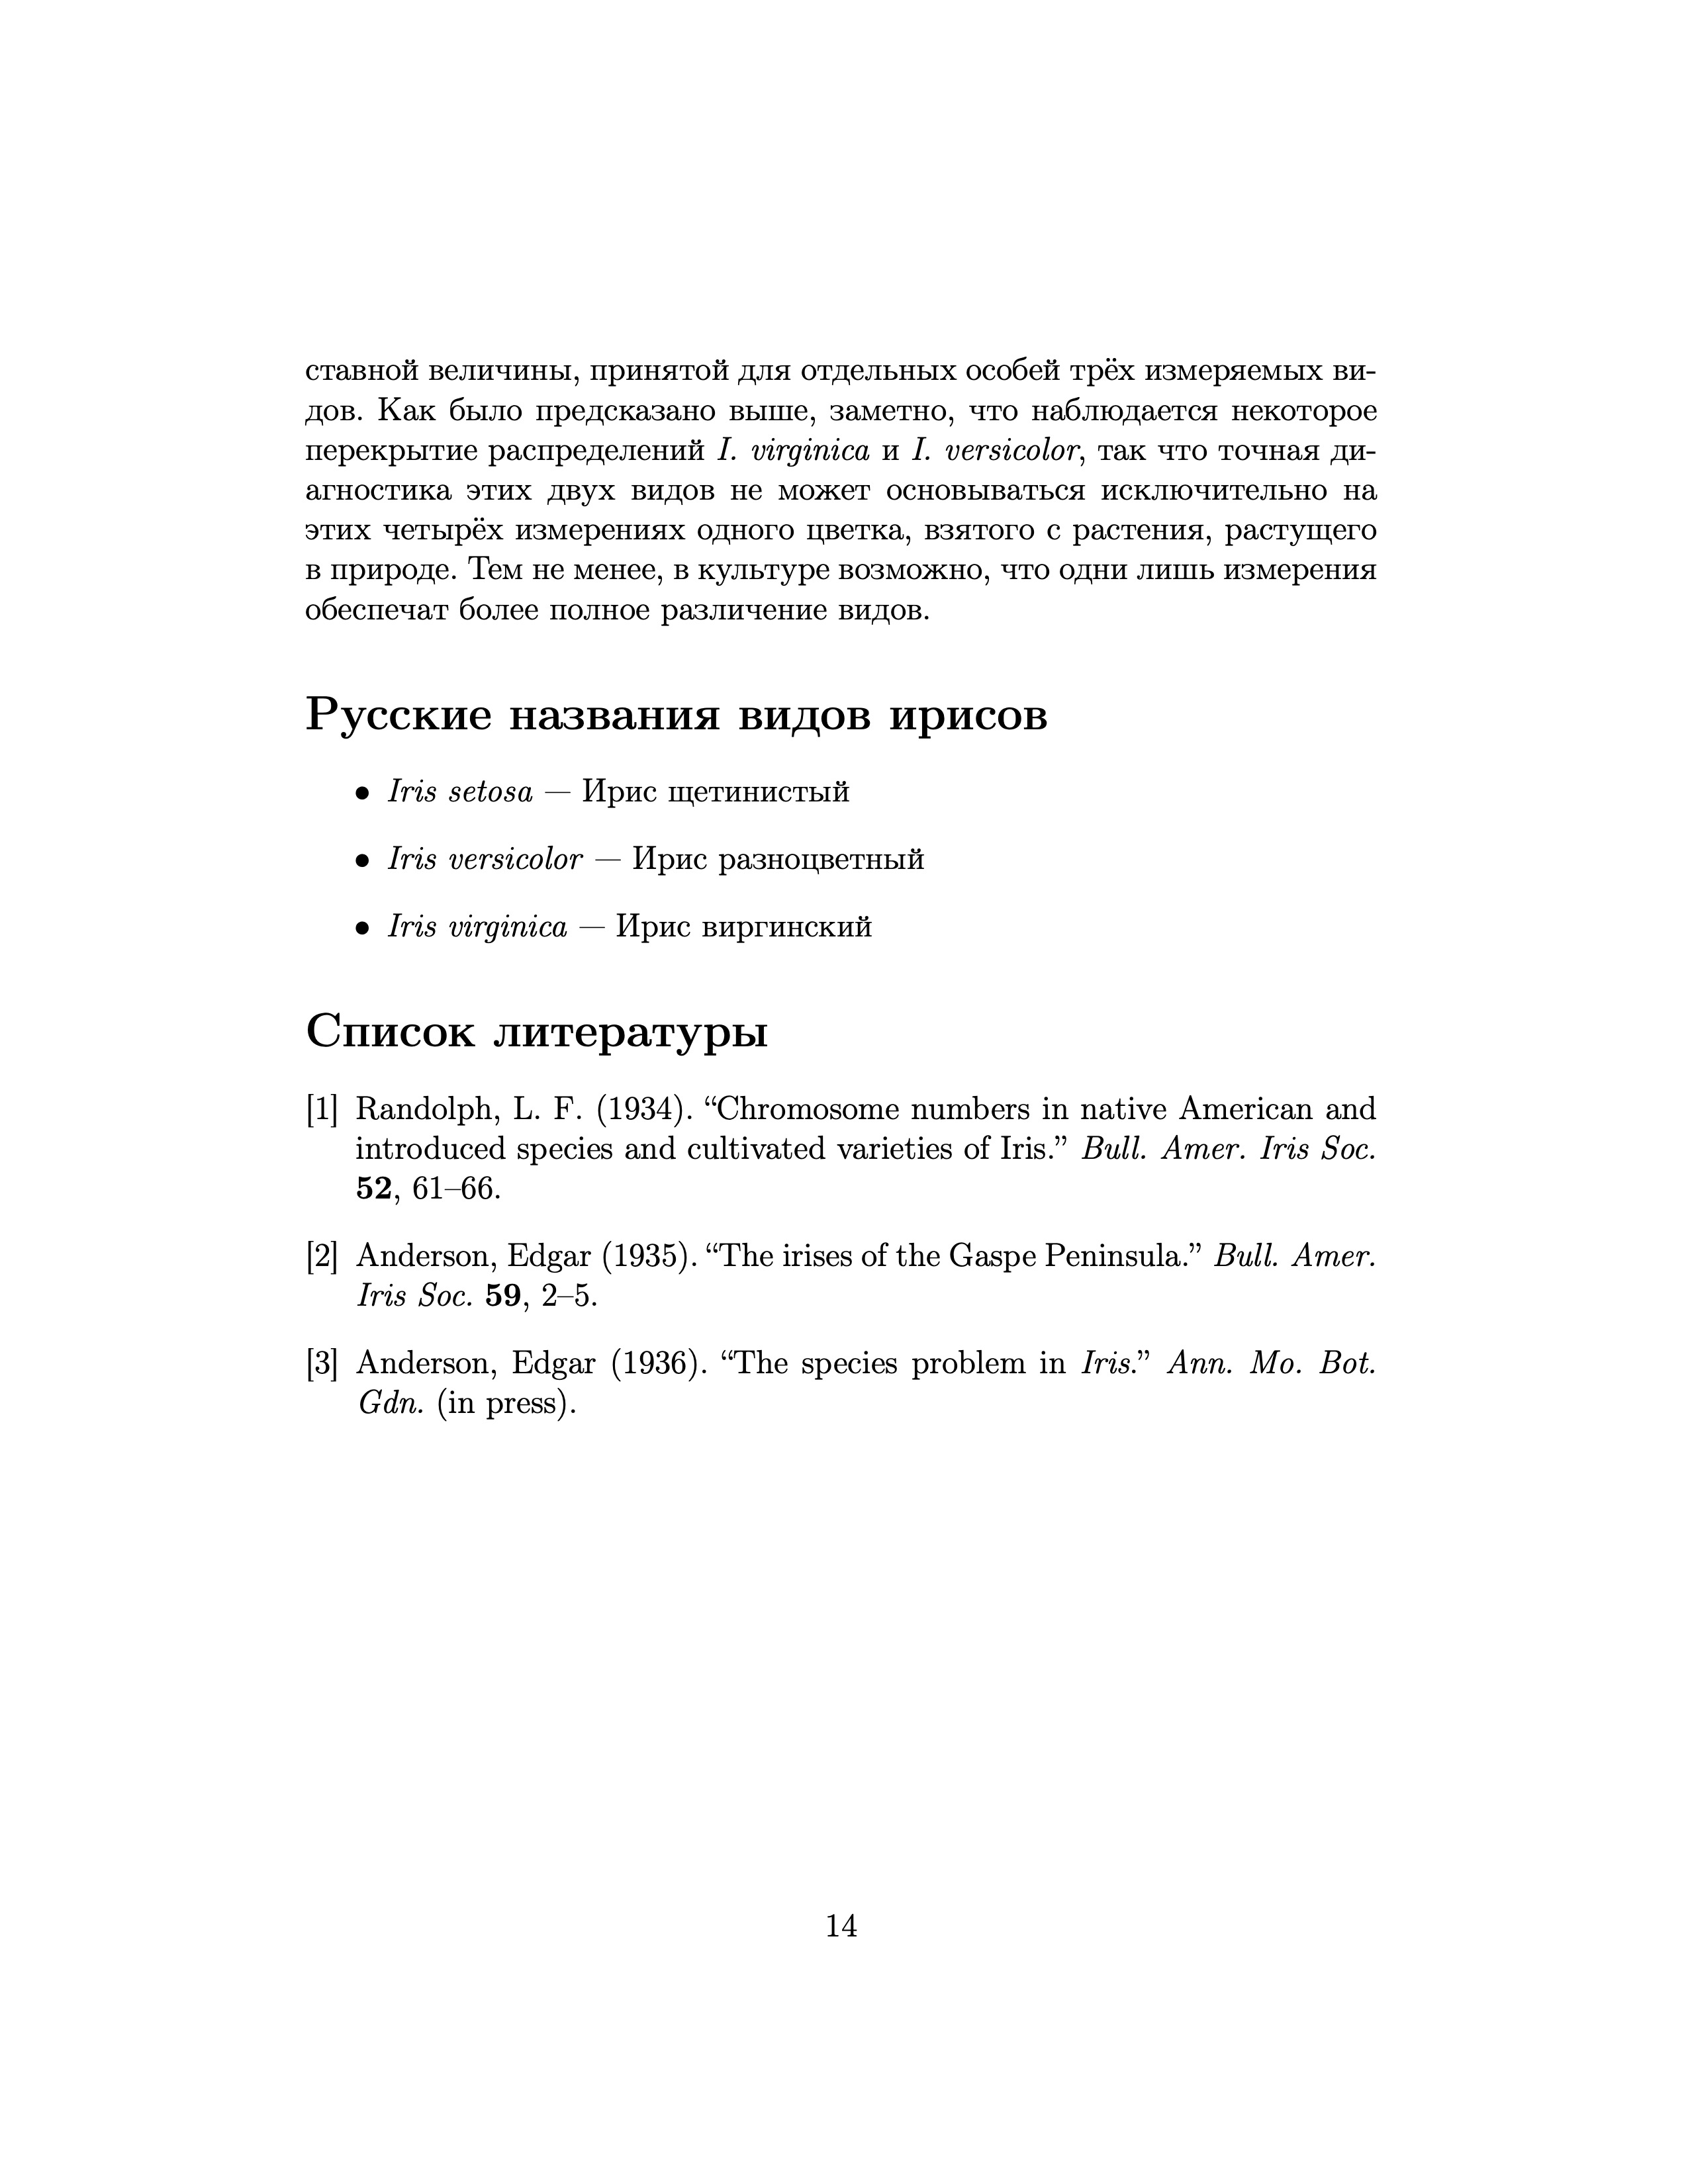 ставной величины, принятой для отдельных особей трёх измеряемых ви-
дов. Как было предсказано выше, заметно, что наблюдается некоторое
перекрытие распределений I. virginica и I. versicolor, так что точная ди-
агностика этих двух видов не может основываться исключительно на
этих четырёх измерениях одного цветка, взятого с растения, растущего
в природе. Тем не менее, в культуре возможно, что одни лишь измерения
обеспечат более полное различение видов.
Русские названия видов ирисов
• Iris setosa — Ирис щетинистый
• Iris versicolor — Ирис разноцветный
• Iris virginica — Ирис виргинский
Список литературы
[1] Randolph, L. F. (1934). “Chromosome numbers in native American and
introduced species and cultivated varieties of Iris.” Bull. Amer. Iris Soc.
52, 61–66.
[2] Anderson, Edgar (1935). “The irises of the Gaspe Peninsula.” Bull. Amer.
Iris Soc. 59, 2–5.
[3] Anderson, Edgar (1936). “The species problem in Iris.” Ann. Mo. Bot.
Gdn. (in press).
14